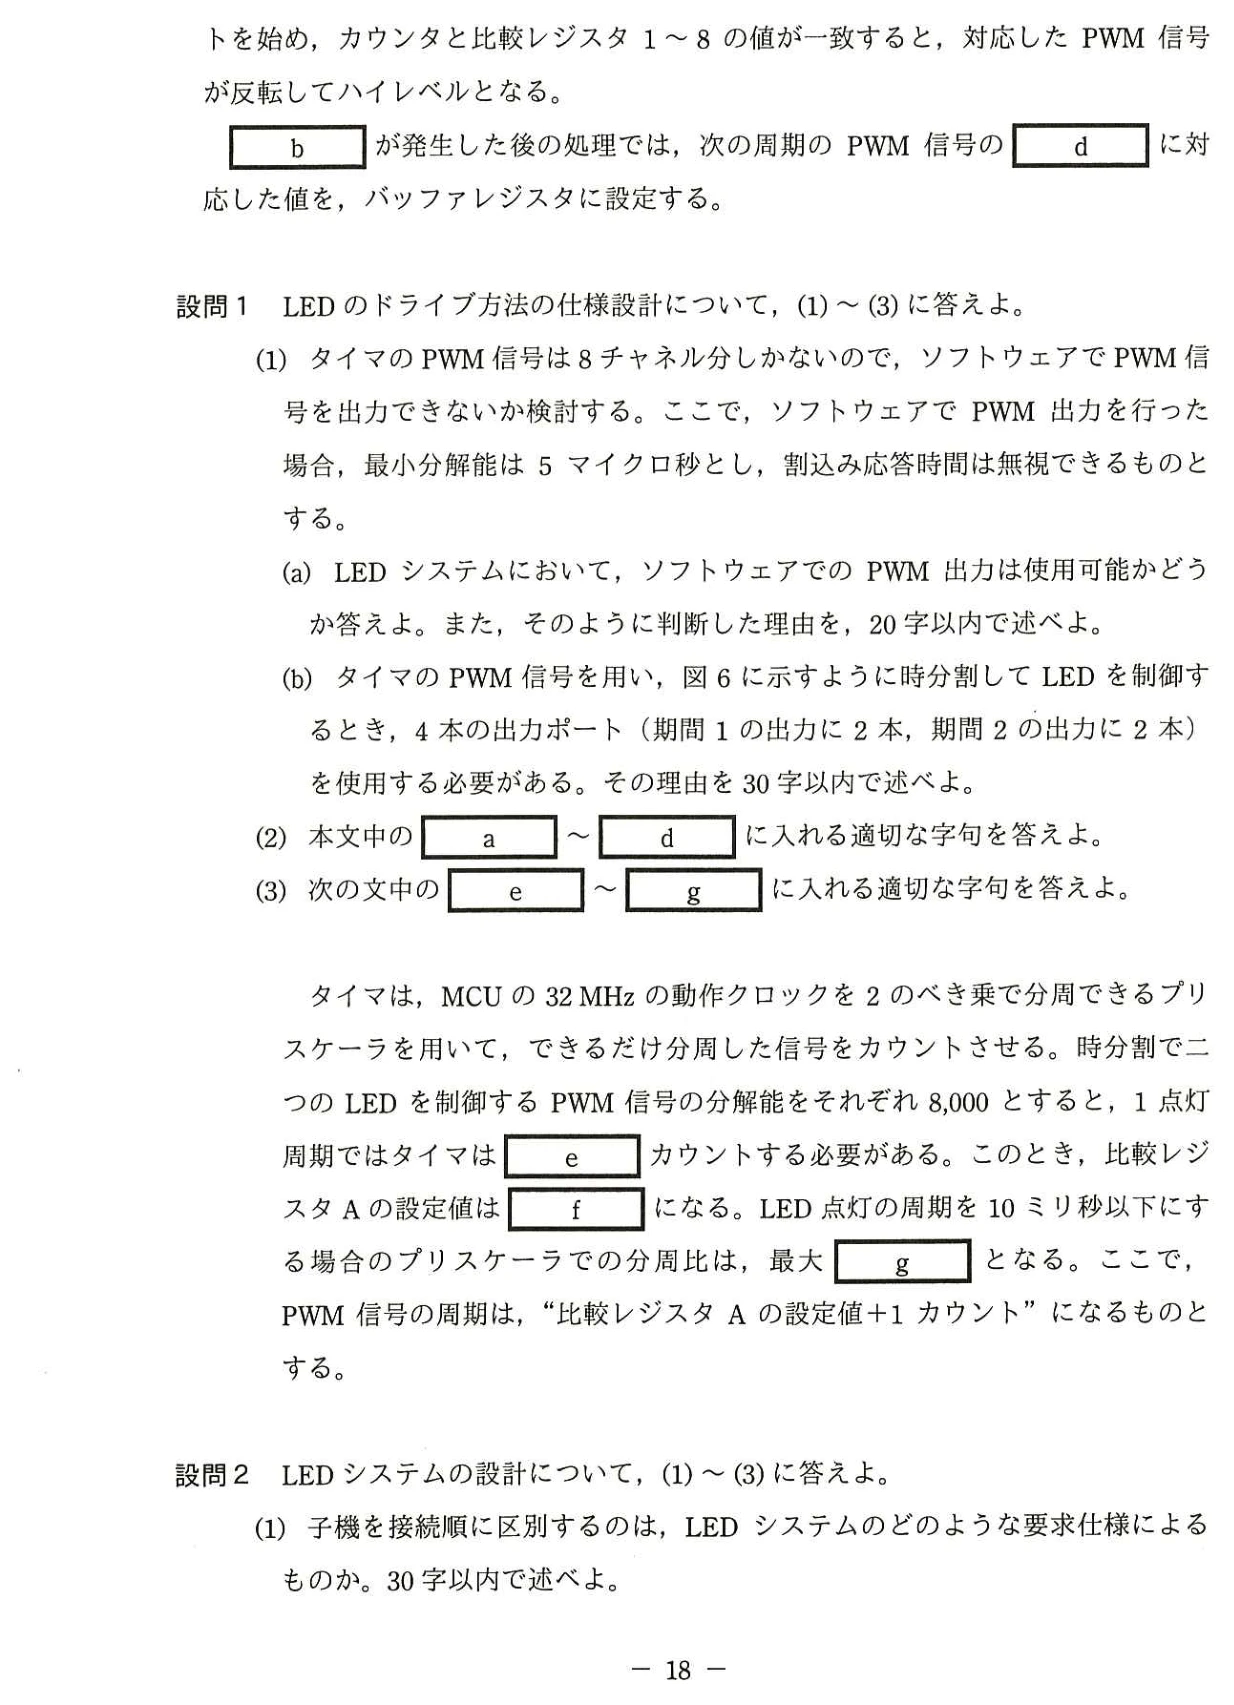 トを始め，カウンタと比較レジスタ 1～8 の値が一致すると，対応した PWM 信号
が反転してハイレベルとなる。
b が発生した後の処理では，次の周期の PWM 信号の d に対
応した値を，バッファレジスタに設定する。
設問1 LED のドライブ方法の仕様設計について，(1)～(3) に答えよ。
(1) タイマの PWM 信号は 8 チャネル分しかないので，ソフトウェアで PWM 信
号を出力できないか検討する。ここで，ソフトウェアで PWM 出力を行った
場合，最小分解能は 5 マイクロ秒とし，割込み応答時間は無視できるものと
する。
(a) LED システムにおいて，ソフトウェアでの PWM 出力は使用可能かどう
か答えよ。また，そのように判断した理由を，20 字以内で述べよ。
(b) タイマの PWM 信号を用い，図 6 に示すように時分割して LED を制御す
るとき，4 本の出力ポート（期間 1 の出力に 2 本，期間 2 の出力に 2 本）
を使用する必要がある。その理由を 30 字以内で述べよ。
(2) 本文中の a ～ d に入れる適切な字句を答えよ。
(3) 次の文中の e ～ g に入れる適切な字句を答えよ。
タイマは，MCU の 32 MHz の動作クロックを 2 のべき乗で分周できるプリ
スケーラを用いて，できるだけ分周した信号をカウントさせる。時分割で二
つの LED を制御する PWM 信号の分解能をそれぞれ 8,000 とすると，1 点灯
周期ではタイマは e カウントする必要がある。このとき，比較レジ
スタ A の設定値は f になる。LED 点灯の周期を 10 ミリ秒以下にす
る場合のプリスケーラでの分周比は，最大 g となる。ここで，
PWM 信号の周期は，“比較レジスタ A の設定値＋1 カウント” になるものと
する。
設問2 LED システムの設計について，(1)～(3) に答えよ。
(1) 子機を接続順に区別するのは，LED システムのどのような要求仕様による
ものか。30 字以内で述べよ。
－ 18 －